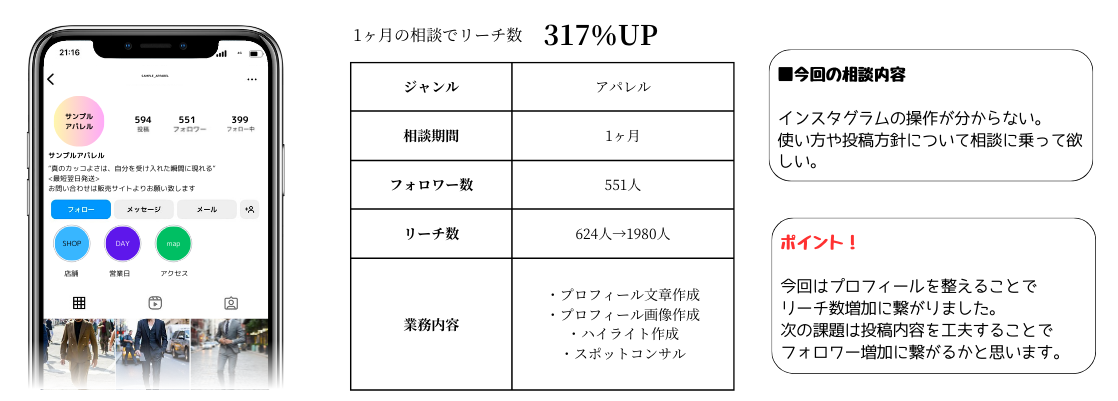 21:16
SAMPLE_APPAREL
サンプル
アパレル
594
投稿
551
フォロワー
399
フォロー中
サンプルアパレル
"真のカッコよさは、自分を受け入れた瞬間に現れる"
<最短翌日発送>
お問い合わせは販売サイトよりお願い致します
フォロー
メッセージ
メール
SHOP
DAY
map
店舗
営業日
アクセス
1ヶ月の相談でリーチ数 317%UP
ジャンル
アパレル
相談期間
1ヶ月
フォロワー数
551人
リーチ数
624人→1980人
業務内容
・プロフィール文章作成
・プロフィール画像作成
・ハイライト作成
・スポットコンサル
■今回の相談内容
インスタグラムの操作が分からない。
使い方や投稿方針について相談に乗って欲
しい。
ポイント！
今回はプロフィールを整えることで
リーチ数増加に繋がりました。
次の課題は投稿内容を工夫することで
フォロワー増加に繋がるかと思います。